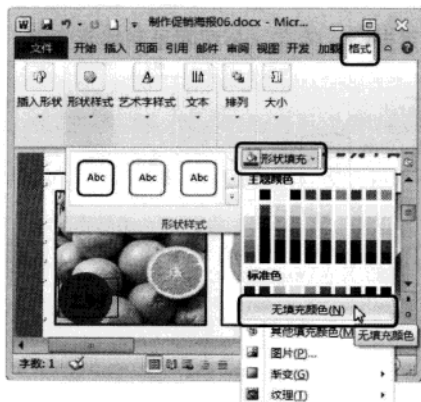 制作促销海报06.docx - Micr...
文件 开始 插入 页面 引用 邮件 审阅 视图 开发 加载 格式
插入形状 形状样式 艺术字样式 文本 排列 大小
形状填充
Abc Abc Abc
形状样式
主题颜色
标准色
无填充颜色(N)
其他填充颜色(M
无填充颜色
图片(P)...
渐变(G)
纹理(T)
字数: 1